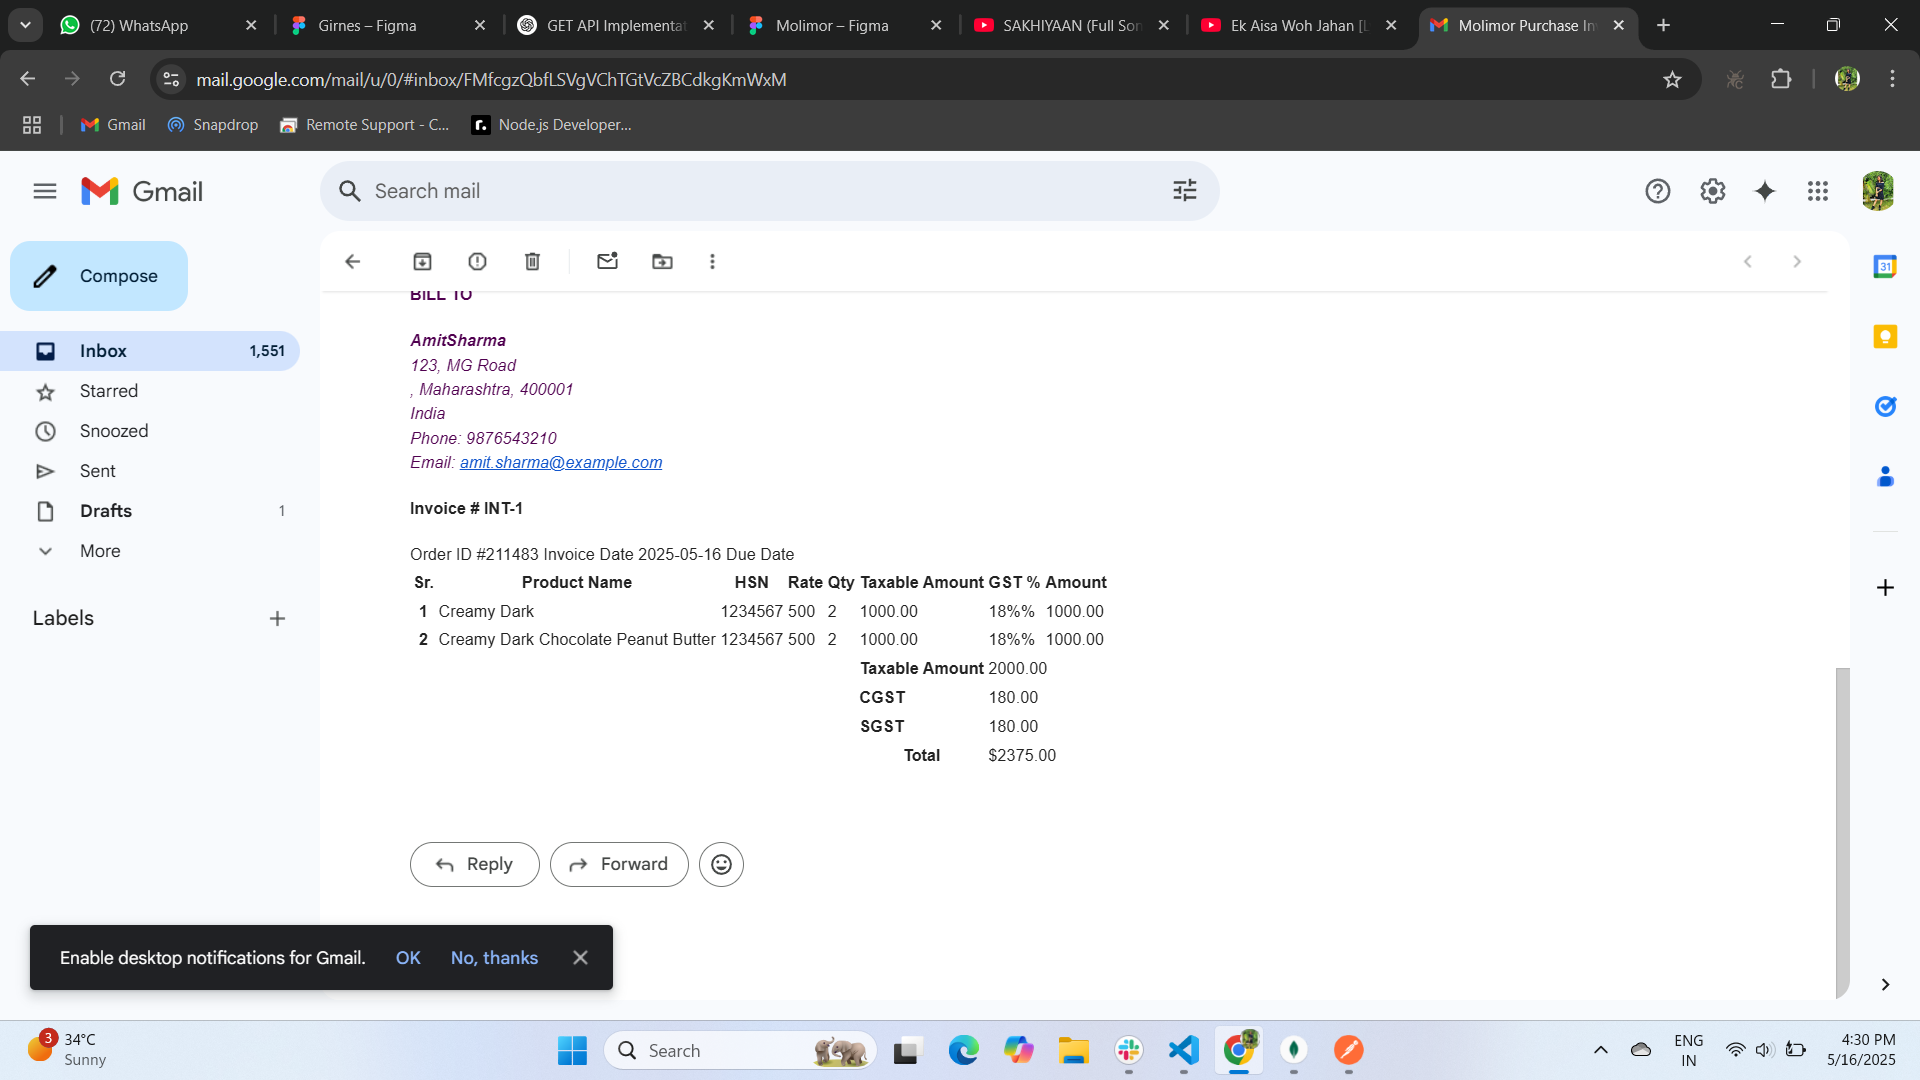 (72) WhatsApp
Girnes – Figma
GET API Implementat
Molimor – Figma
SAKHIYAAN (Full Son
Ek Aisa Woh Jahan [L
Molimor Purchase In
mail.google.com/mail/u/0/#inbox/FMfcgzQbfLSVgVChTGtVcZBCdkgKmWxM
Gmail
Snapdrop
Remote Support - C...
Node.js Developer...
Gmail
Search mail
Compose
Inbox 1,551
Starred
Snoozed
Sent
Drafts 1
More
Labels
BILL TO
AmitSharma
123, MG Road
, Maharashtra, 400001
India
Phone: 9876543210
Email: amit.sharma@example.com
Invoice # INT-1
Order ID #211483 Invoice Date 2025-05-16 Due Date
Sr. Product Name HSN Rate Qty Taxable Amount GST % Amount
1 Creamy Dark 1234567 500 2 1000.00 18%% 1000.00
2 Creamy Dark Chocolate Peanut Butter 1234567 500 2 1000.00 18%% 1000.00
Taxable Amount 2000.00
CGST 180.00
SGST 180.00
Total $2375.00
Reply
Forward
31
Enable desktop notifications for Gmail. OK No, thanks
3
34°C
Sunny
Search
ENG
IN
4:30 PM
5/16/2025